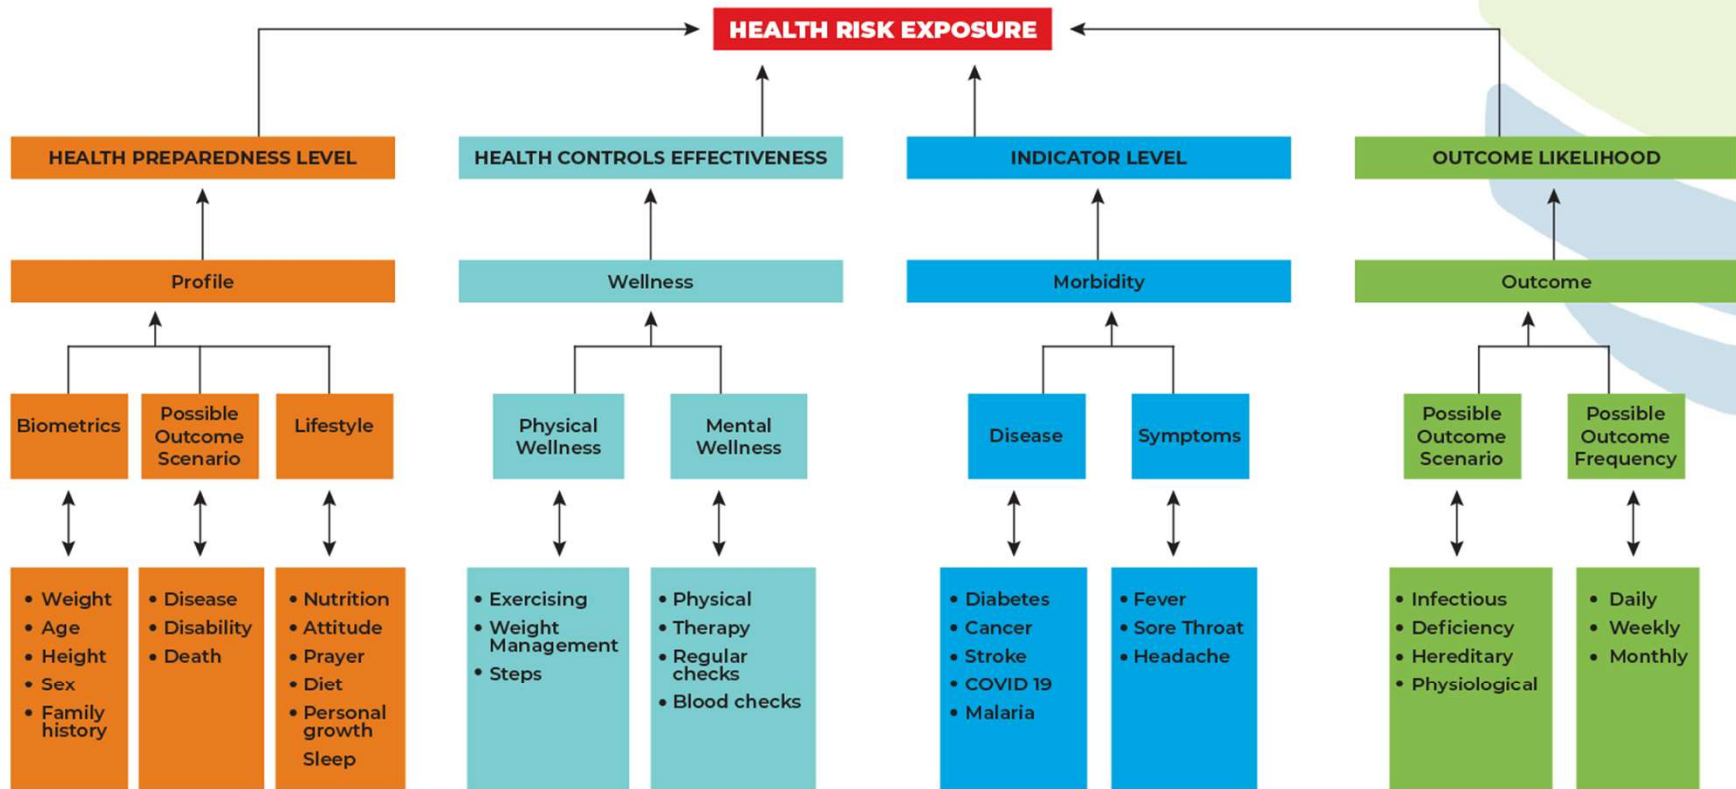 HEALTH RISK EXPOSURE
HEALTH PREPAREDNESS LEVEL
HEALTH CONTROLS EFFECTIVENESS
INDICATOR LEVEL
OUTCOME LIKELIHOOD
Profile
Wellness
Morbidity
Outcome
Biometrics
Possible
Outcome
Scenario
Lifestyle
Physical
Wellness
Mental
Wellness
Disease
Symptoms
Possible
Outcome
Scenario
Possible
Outcome
Frequency
• Weight
• Age
• Height
• Sex
• Family
history
• Disease
• Disability
• Death
• Nutrition
• Attitude
• Prayer
• Diet
• Personal
growth
Sleep
• Exercising
• Weight
Management
• Steps
• Physical
• Therapy
• Regular
checks
• Blood checks
• Diabetes
• Cancer
• Stroke
• COVID 19
• Malaria
• Fever
• Sore Throat
• Headache
• Infectious
• Deficiency
• Hereditary
• Physiological
• Daily
• Weekly
• Monthly